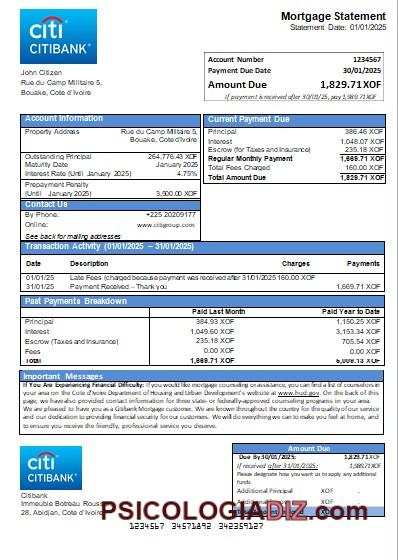 citi
CITIBANK®
Mortgage Statement
Statement Date: 01/01/2025
Account Number 1234567
Payment Due Date 30/01/2025
Amount Due 1,829.71XOF
If payment is received after 30/01/25, pay 1,989.71XOF
John Citizen
Rue du Camp Militaire 5,
Bouake, Cote d'Ivoire
Account Information
Property Address Rue du Camp Militaire 5,
Bouake, Cote d'Ivoire
Outstanding Principal 264,776.43 XOF
Maturity Date January 2025
Interest Rate (Until January 2025) 4.75%
Prepayment Penalty
(Until January 2025) 3,500.00 XOF
Contact Us
By Phone: +225 20209177
Online: www.citigroup.com
See back for mailing addresses
Current Payment Due
Principal 386.46 XOF
Interest 1,048.07 XOF
Escrow (for Taxes and Insurance) 235.18 XOF
Regular Monthly Payment 1,669.71 XOF
Total Fees Charged 160.00 XOF
Total Amount Due 1,829.71 XOF
Transaction Activity (01/01/2025 – 31/01/2025)
Date Description Charges Payments
01/01/25 Late Fees (charged because payment was received after 31/01/2025 160.00 XOF
31/01/25 Payment Received – Thank you 1,669.71 XOF
Past Payments Breakdown
Paid Last Month Paid Year to Date
Principal 384.93 XOF 1,150.25 XOF
Interest 1,049.60 XOF 3,153.34 XOF
Escrow (Taxes and Insurance) 235.18 XOF 705.54 XOF
Fees 0.00 XOF 0.00 XOF
Total 1,669.71 XOF 5,009.13 XOF
Important Messages
If You Are Experiencing Financial Difficulty: If you would like mortgage counseling or assistance, you can find a list of counselors in
your area on the Cote d'Ivoire Department of Housing and Urban Development's website at www.hud.gov. On the back of this
page, we have also provided contact information for three state- or federally-approved counseling programs in your area.
We are pleased to have you as a Citibank Mortgage customer. We are known throughout the country for the quality of our service
and our dedication to providing financial security for our customers. We will do everything we can to make you feel at home, and
to ensure you receive the friendly, professional service you deserve.
citi
CITIBANK®
Citibank
Immeuble Botreau Rouss
28, Abidjan, Cote d'Ivoire
Amount Due
Due By 30/01/2025: 1,829.71XOF
If received after 31/01/2025: 1,989.71XOF
Please designate how you want us to apply any additional
funds.
Additional Principal XOF
Additional XOF
XOF
PSICOLOGIADIZ.com
1234567 34571892 342359127